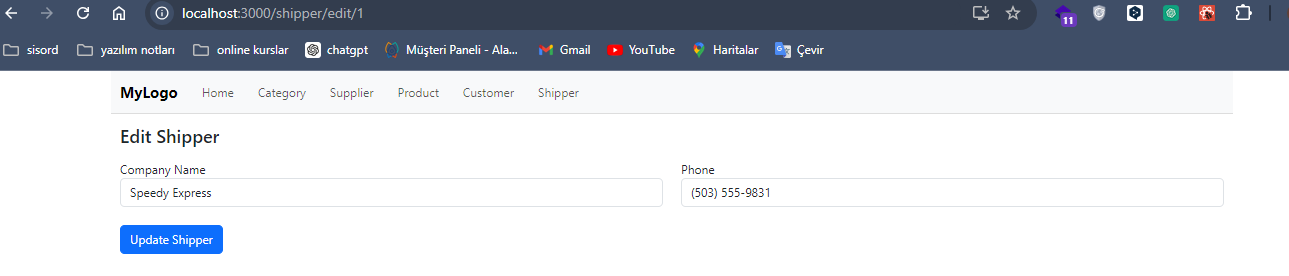 localhost:3000/shipper/edit/1
11
sisord yazılım notları online kurslar chatgpt Müşteri Paneli - Ala... Gmail YouTube Haritalar Çevir
MyLogo Home Category Supplier Product Customer Shipper
Edit Shipper
Company Name Phone
Speedy Express (503) 555-9831
Update Shipper